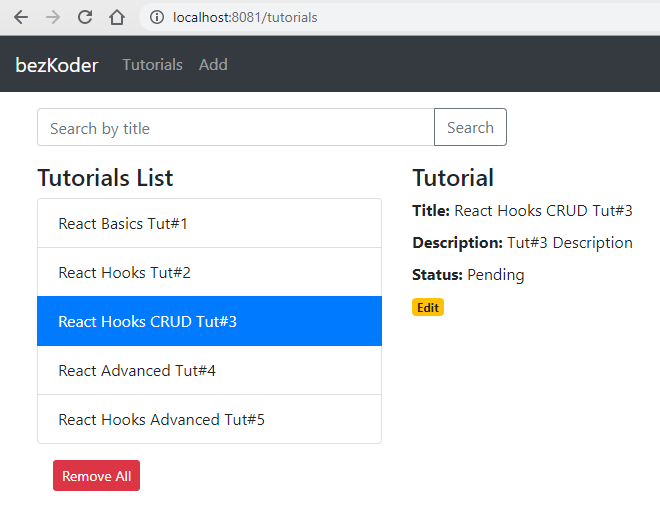 localhost:8081/tutorials
bezKoder Tutorials Add
Search by title Search
Tutorials List
React Basics Tut#1
React Hooks Tut#2
React Hooks CRUD Tut#3
React Advanced Tut#4
React Hooks Advanced Tut#5
Remove All
Tutorial
Title: React Hooks CRUD Tut#3
Description: Tut#3 Description
Status: Pending
Edit